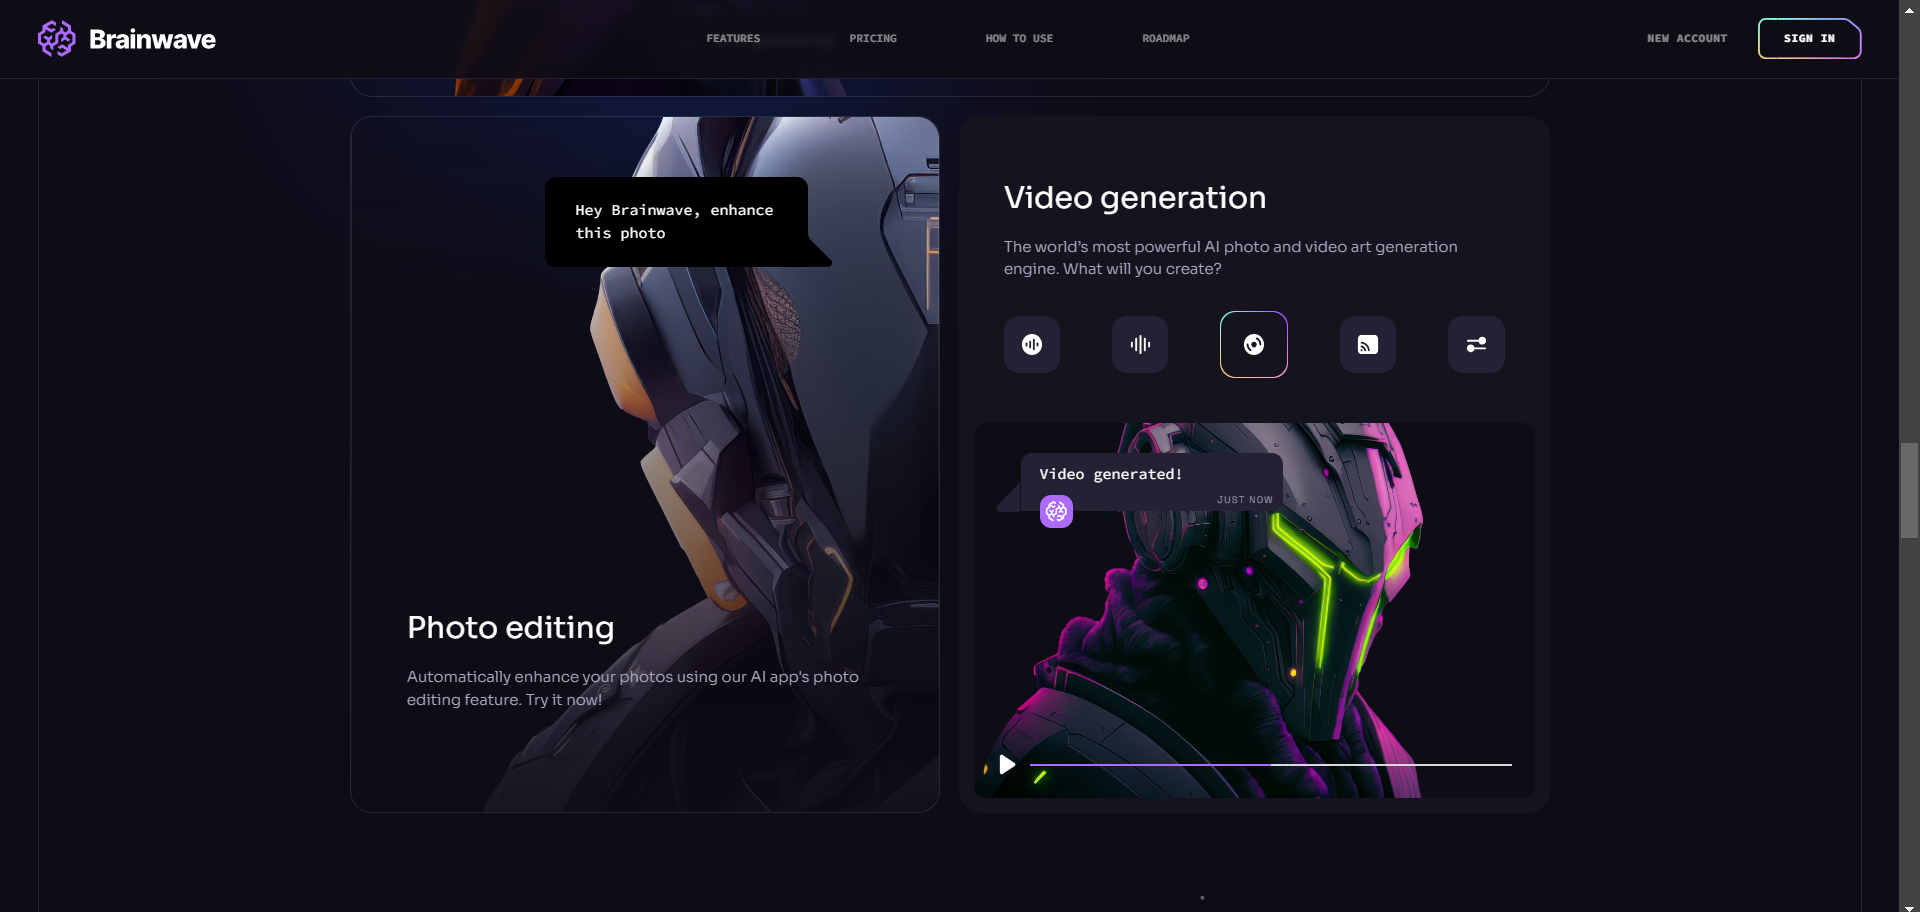 Brainwave
FEATURES
PRICING
HOW TO USE
ROADMAP
NEW ACCOUNT
SIGN IN
Hey Brainwave, enhance
this photo
Photo editing
Automatically enhance your photos using our AI app's photo
editing feature. Try it now!
Video generation
The world’s most powerful AI photo and video art generation
engine. What will you create?
Video generated!
JUST NOW